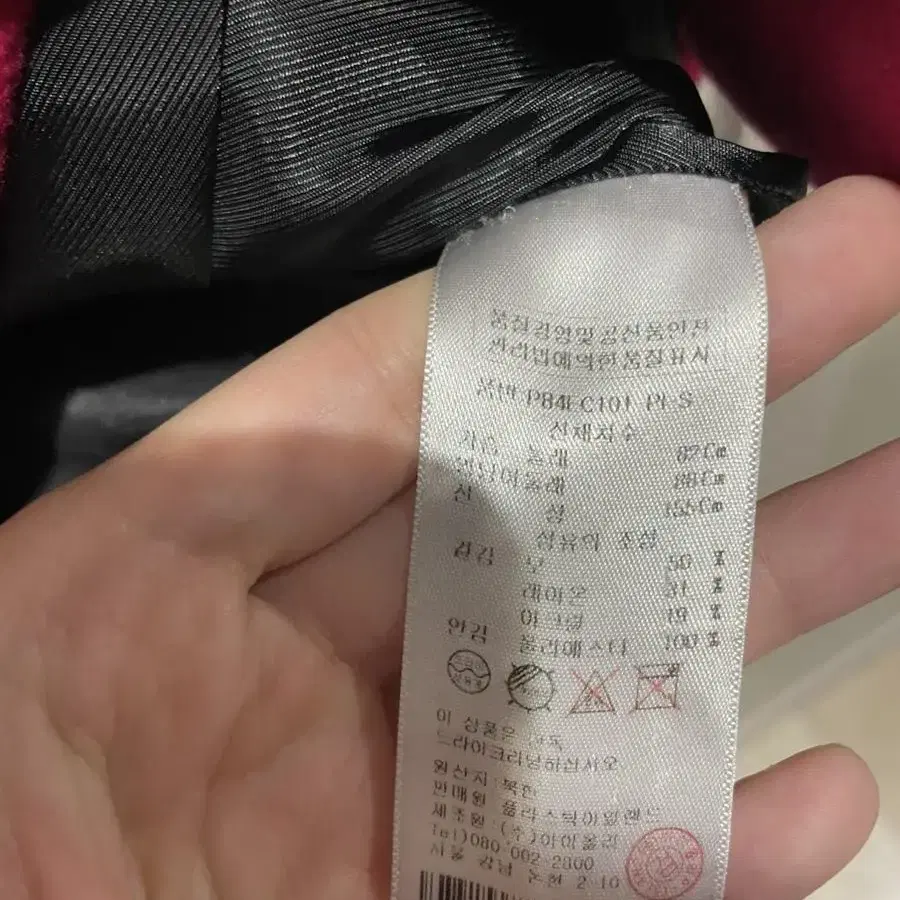 품질경영및공산품안전
관리법에의한품질표시
품번 P84LC101 PI-S
신체치수
가슴 둘레 87Cm
엉덩이둘레 88Cm
신 장 155Cm
섬유의 조성
겉감 모 50 %
레이온 31 %
아크릴 19 %
안감 폴리에스터 100 %
드라이
이 상품은
드라이크리닝하십시오
원산지: 북한
판매원 플라스틱아일랜드
제조원 : (주)아이올리
Tel)080-002-2800
서울 강남 논현 2-10